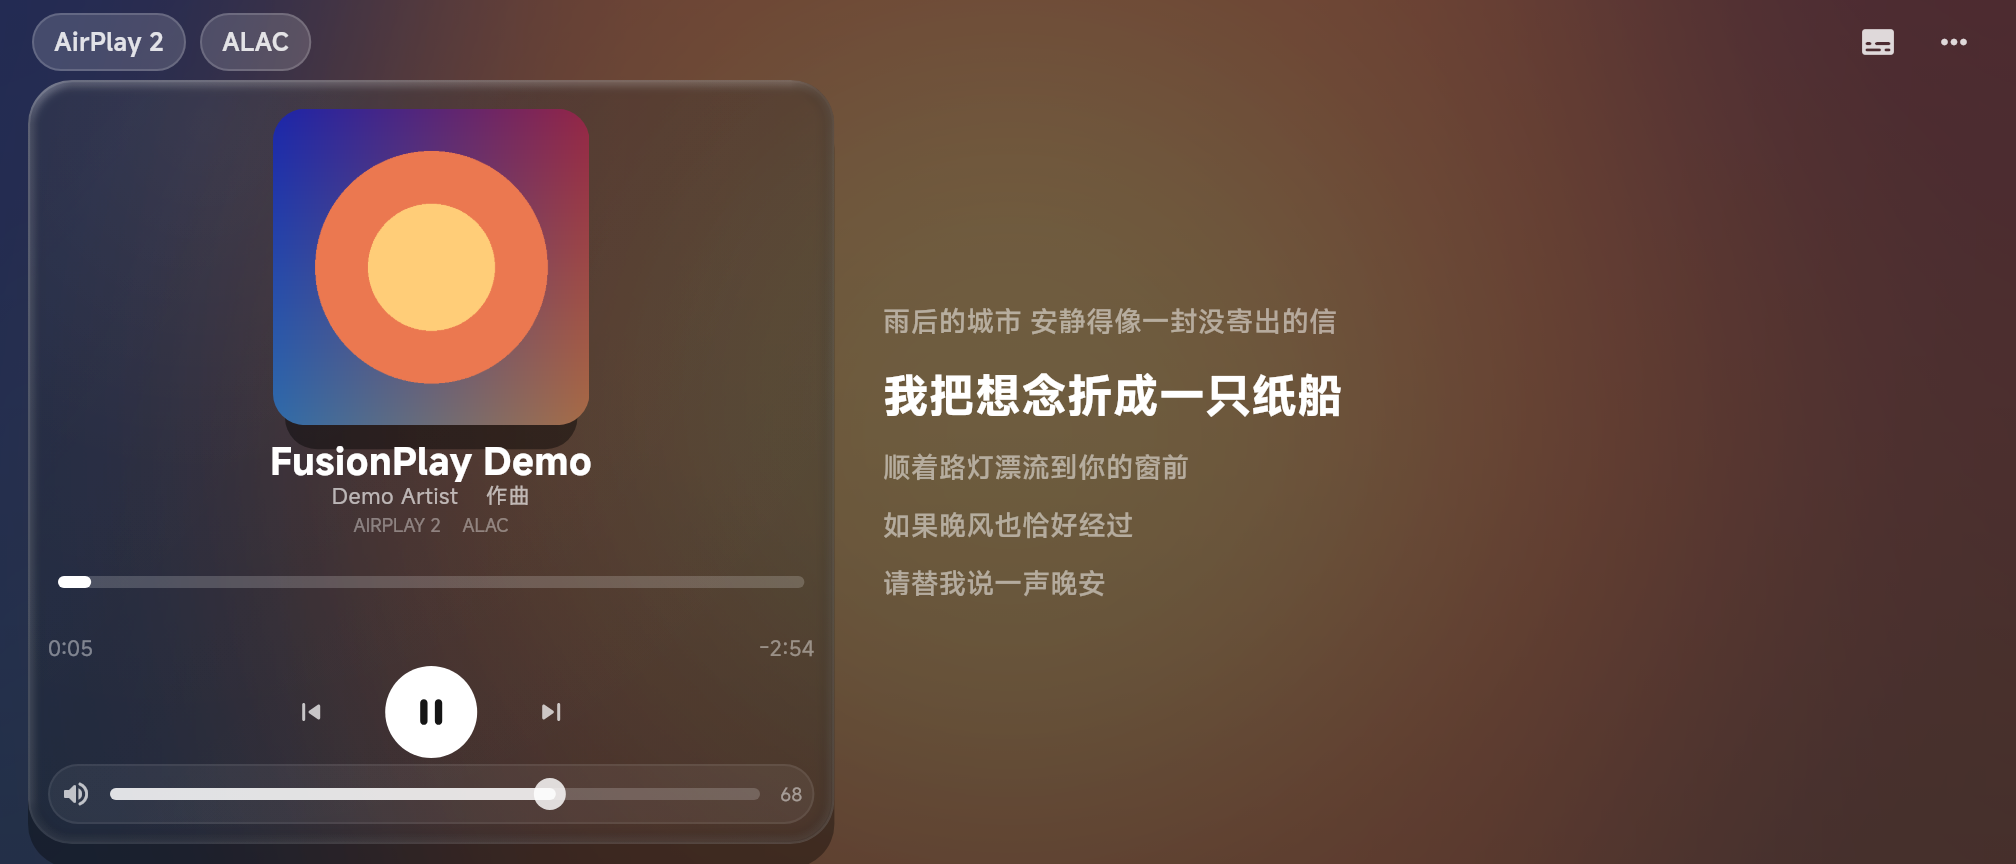 AirPlay 2
ALAC
FusionPlay Demo
Demo Artist 作曲
AIRPLAY 2 ALAC
0:05
-2:54
68
雨后的城市 安静得像一封没寄出的信
我把想念折成一只纸船
顺着路灯漂流到你的窗前
如果晚风也恰好经过
请替我说一声晚安